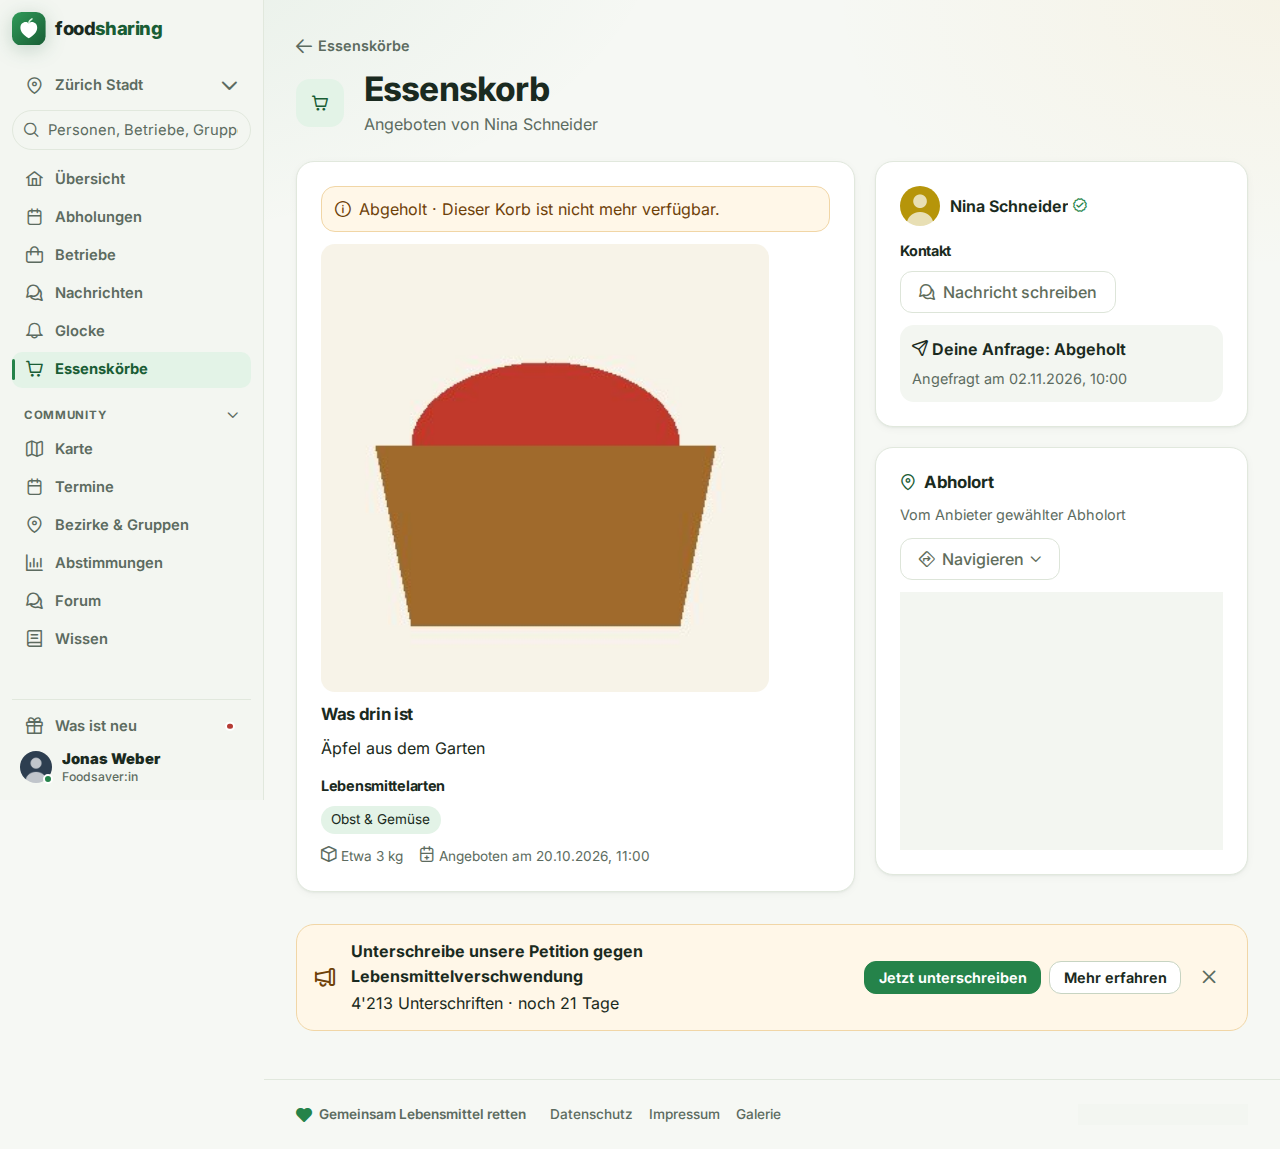 foodsharing
Zürich Stadt
Personen, Betriebe, Grupp
Übersicht
Abholungen
Betriebe
Nachrichten
Glocke
Essenskörbe
COMMUNITY
Karte
Termine
Bezirke & Gruppen
Abstimmungen
Forum
Wissen
Was ist neu
Jonas Weber
Foodsaver:in
Essenskörbe
Essenskorb
Angeboten von Nina Schneider
Abgeholt · Dieser Korb ist nicht mehr verfügbar.
Was drin ist
Äpfel aus dem Garten
Lebensmittelarten
Obst & Gemüse
Etwa 3 kg Angeboten am 20.10.2026, 11:00
Nina Schneider
Kontakt
Nachricht schreiben
Deine Anfrage: Abgeholt
Angefragt am 02.11.2026, 10:00
Abholort
Vom Anbieter gewählter Abholort
Navigieren
Unterschreibe unsere Petition gegen
Lebensmittelverschwendung
4'213 Unterschriften · noch 21 Tage
Jetzt unterschreiben Mehr erfahren
Gemeinsam Lebensmittel retten Datenschutz Impressum Galerie